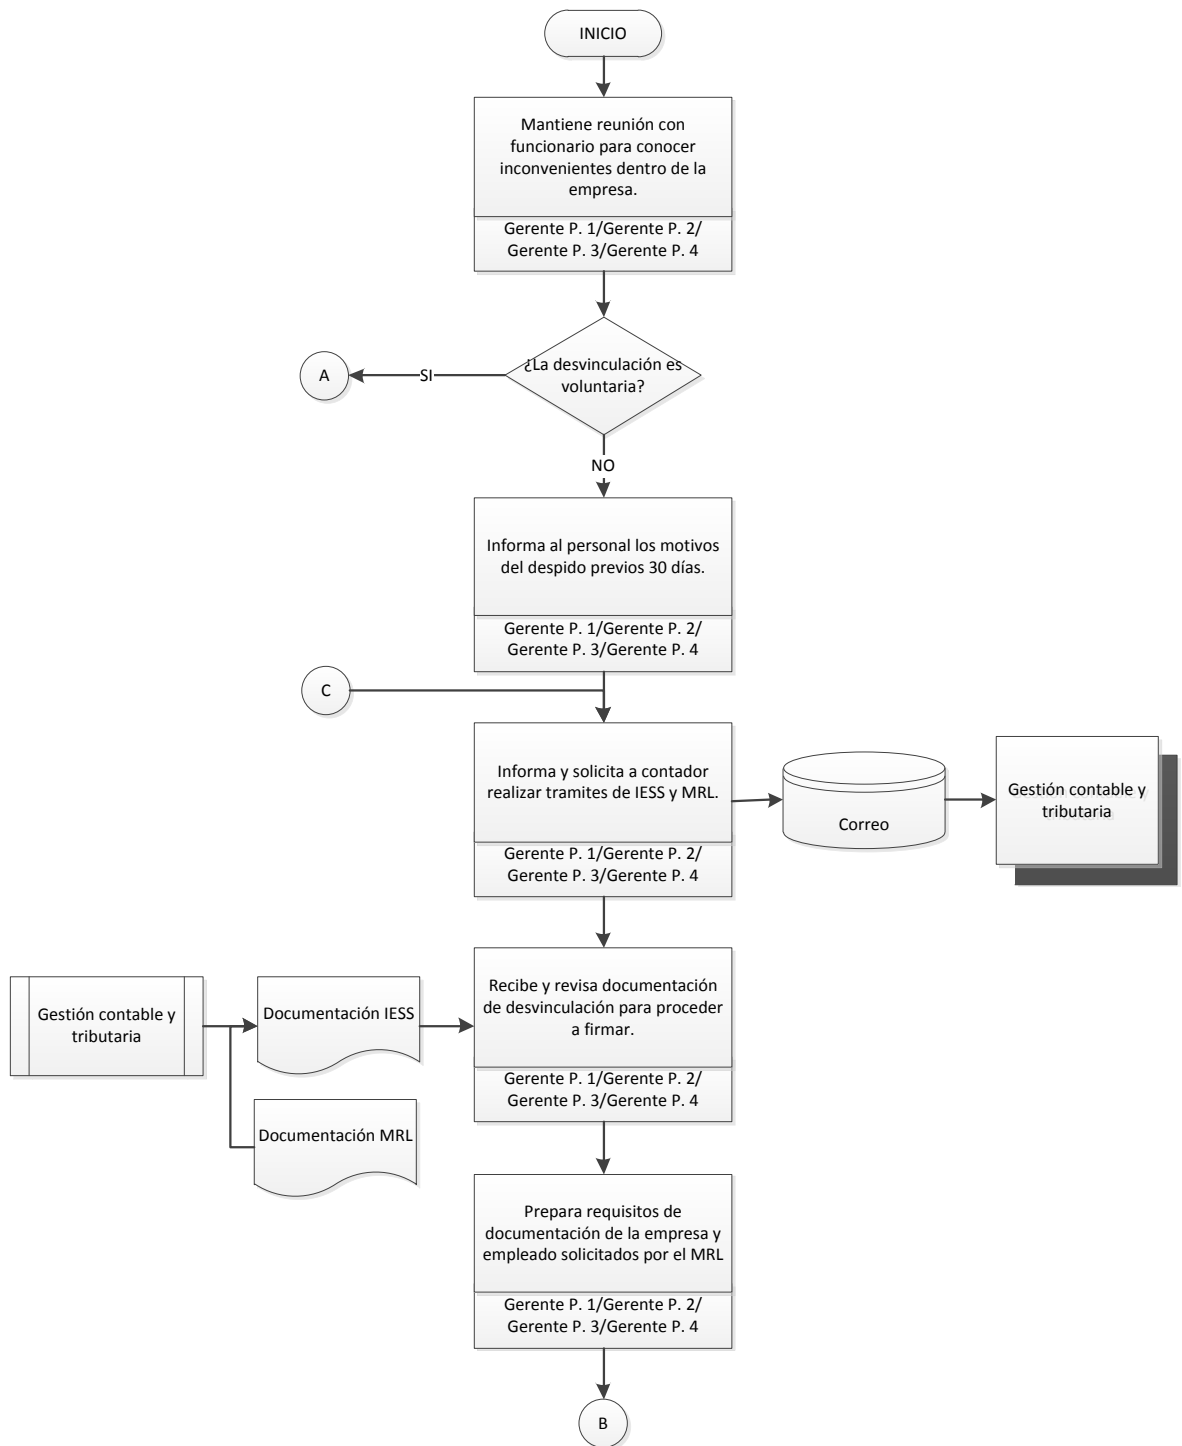 INICIO
Mantiene reunión con
funcionario para conocer
inconvenientes dentro de la
empresa.
Gerente P. 1/Gerente P. 2/
Gerente P. 3/Gerente P. 4
¿La desvinculación es
voluntaria?
SI
A
NO
Informa al personal los motivos
del despido previos 30 días.
Gerente P. 1/Gerente P. 2/
Gerente P. 3/Gerente P. 4
C
Informa y solicita a contador
realizar tramites de IESS y MRL.
Gerente P. 1/Gerente P. 2/
Gerente P. 3/Gerente P. 4
Correo
Gestión contable y
tributaria
Gestión contable y
tributaria
Documentación IESS
Documentación MRL
Recibe y revisa documentación
de desvinculación para proceder
a firmar.
Gerente P. 1/Gerente P. 2/
Gerente P. 3/Gerente P. 4
Prepara requisitos de
documentación de la empresa y
empleado solicitados por el MRL
Gerente P. 1/Gerente P. 2/
Gerente P. 3/Gerente P. 4
B